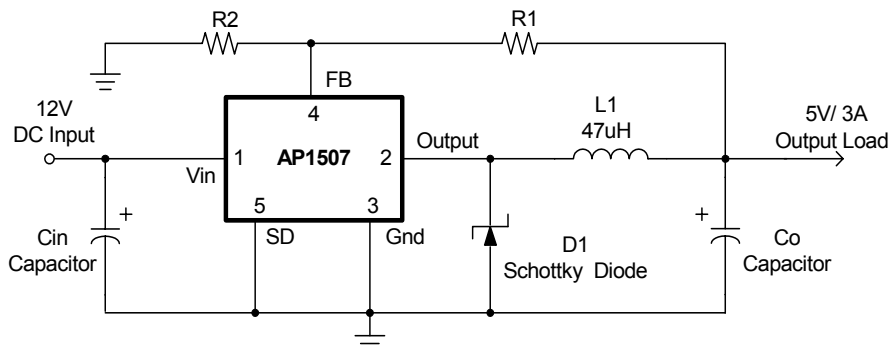 R2
R1
FB
4
12V
DC Input
L1
47uH
5V/ 3A
Output Load
Output
1
AP1507
2
Vin
5
3
SD
Gnd
+
Cin
Capacitor
D1
Schottky Diode
+
Co
Capacitor